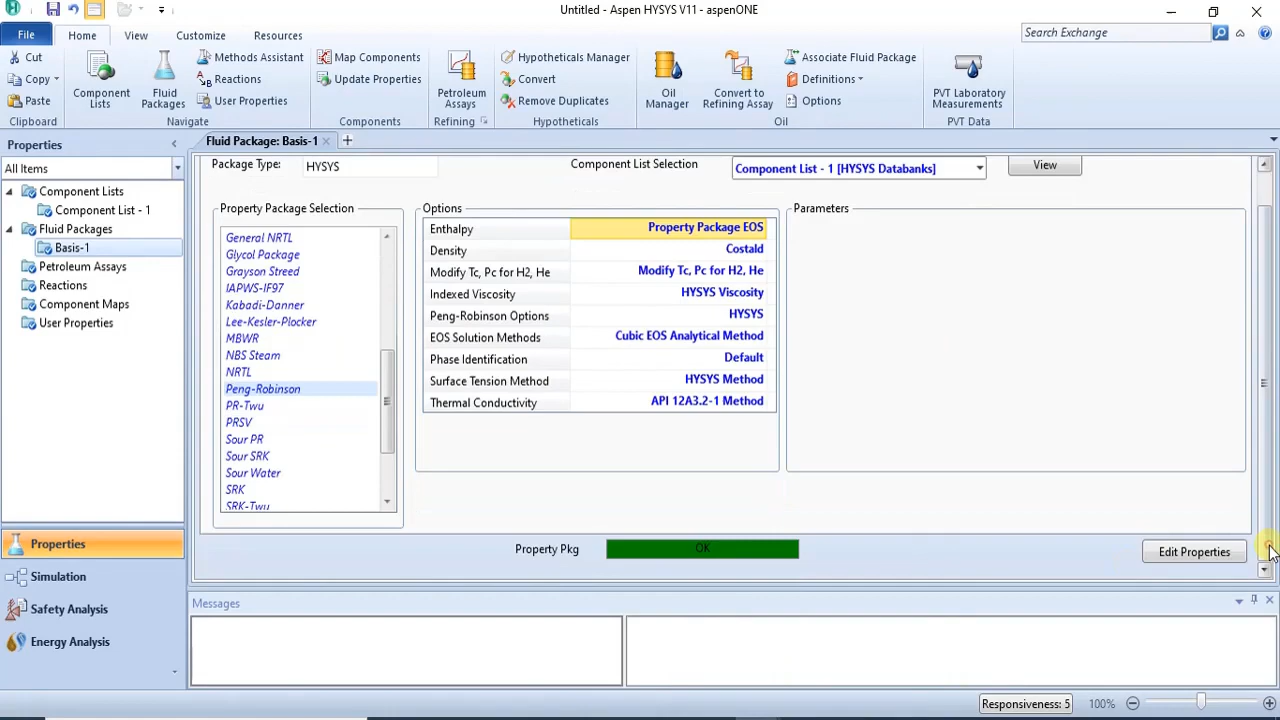 Untitled - Aspen HYSYS V11 - aspenONE
File Home View Customize Resources
Search Exchange
Cut
Copy
Paste
Clipboard
Component Lists
Fluid Packages
Methods Assistant
Reactions
User Properties
Navigate
Map Components
Update Properties
Components
Petroleum Assays
Refining
Hypotheticals Manager
Convert
Remove Duplicates
Hypotheticals
Oil Manager
Convert to Refining Assay
Associate Fluid Package
Definitions
Options
Oil
PVT Laboratory Measurements
PVT Data
Properties
All Items
Component Lists
Component List - 1
Fluid Packages
Basis-1
Petroleum Assays
Reactions
Component Maps
User Properties
Properties
Simulation
Safety Analysis
Energy Analysis
Fluid Package: Basis-1
Package Type: HYSYS
Component List Selection Component List - 1 [HYSYS Databanks] View
Property Package Selection
General NRTL
Glycol Package
Grayson Streed
IAPWS-IF97
Kabadi-Danner
Lee-Kesler-Plocker
MBWR
NBS Steam
NRTL
Peng-Robinson
PR-Twu
PRSV
Sour PR
Sour SRK
Sour Water
SRK
SRK-Twu
Options
Enthalpy Property Package EOS
Density Costald
Modify Tc, Pc for H2, He Modify Tc, Pc for H2, He
Indexed Viscosity HYSYS Viscosity
Peng-Robinson Options HYSYS
EOS Solution Methods Cubic EOS Analytical Method
Phase Identification Default
Surface Tension Method HYSYS Method
Thermal Conductivity API 12A3.2-1 Method
Parameters
Property Pkg OK
Edit Properties
Messages
Responsiveness: 5 100%